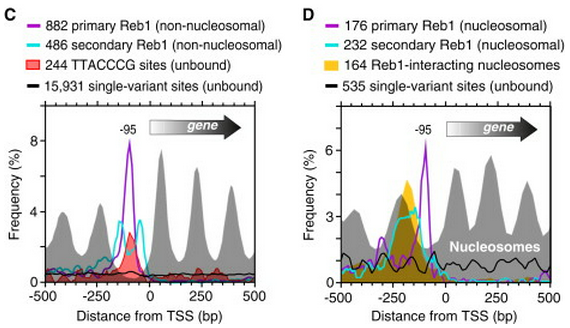 C
882 primary Reb1 (non-nucleosomal)
486 secondary Reb1 (non-nucleosomal)
244 TTACCCG sites (unbound)
15,931 single-variant sites (unbound)
-95
gene
8
4
0
Frequency (%)
-500
-250
0
250
500
Distance from TSS (bp)
D
176 primary Reb1 (nucleosomal)
232 secondary Reb1 (nucleosomal)
164 Reb1-interacting nucleosomes
535 single-variant sites (unbound)
-95
gene
6
3
0
Frequency (%)
Nucleosomes
-500
-250
0
250
500
Distance from TSS (bp)